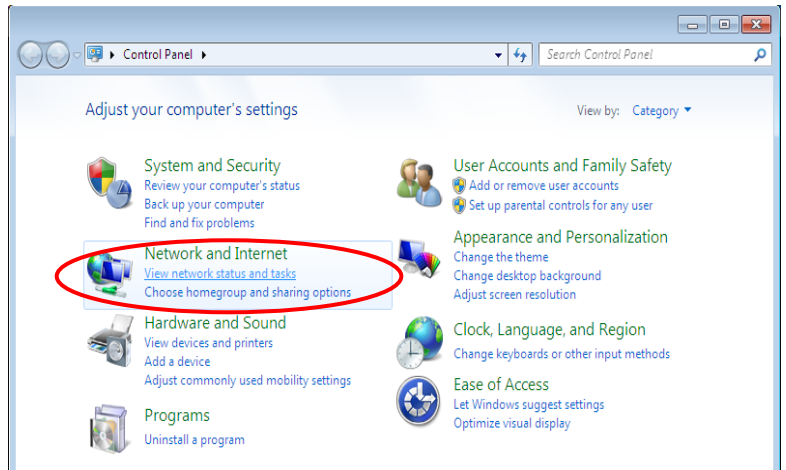 Control Panel
Search Control Panel
Adjust your computer's settings
View by: Category
System and Security
Review your computer's status
Back up your computer
Find and fix problems
Network and Internet
View network status and tasks
Choose homegroup and sharing options
Hardware and Sound
View devices and printers
Add a device
Adjust commonly used mobility settings
Programs
Uninstall a program
User Accounts and Family Safety
Add or remove user accounts
Set up parental controls for any user
Appearance and Personalization
Change the theme
Change desktop background
Adjust screen resolution
Clock, Language, and Region
Change keyboards or other input methods
Ease of Access
Let Windows suggest settings
Optimize visual display